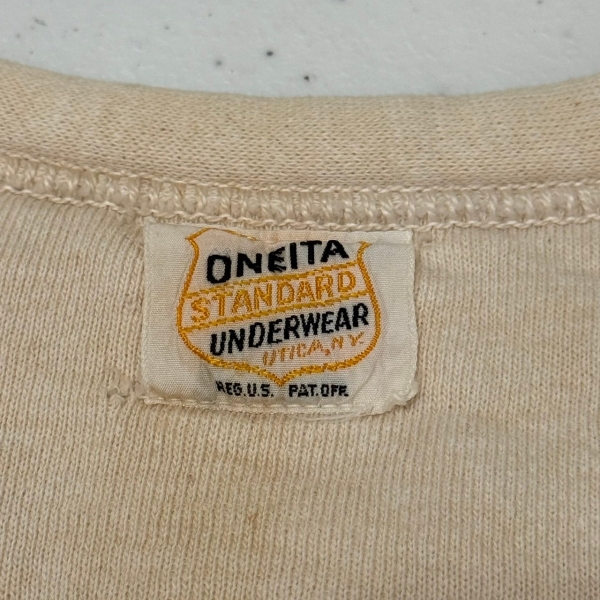 ONEITA
STANDARD
UNDERWEAR
UTICA, N.Y.
REG. U.S. PAT. OFF.